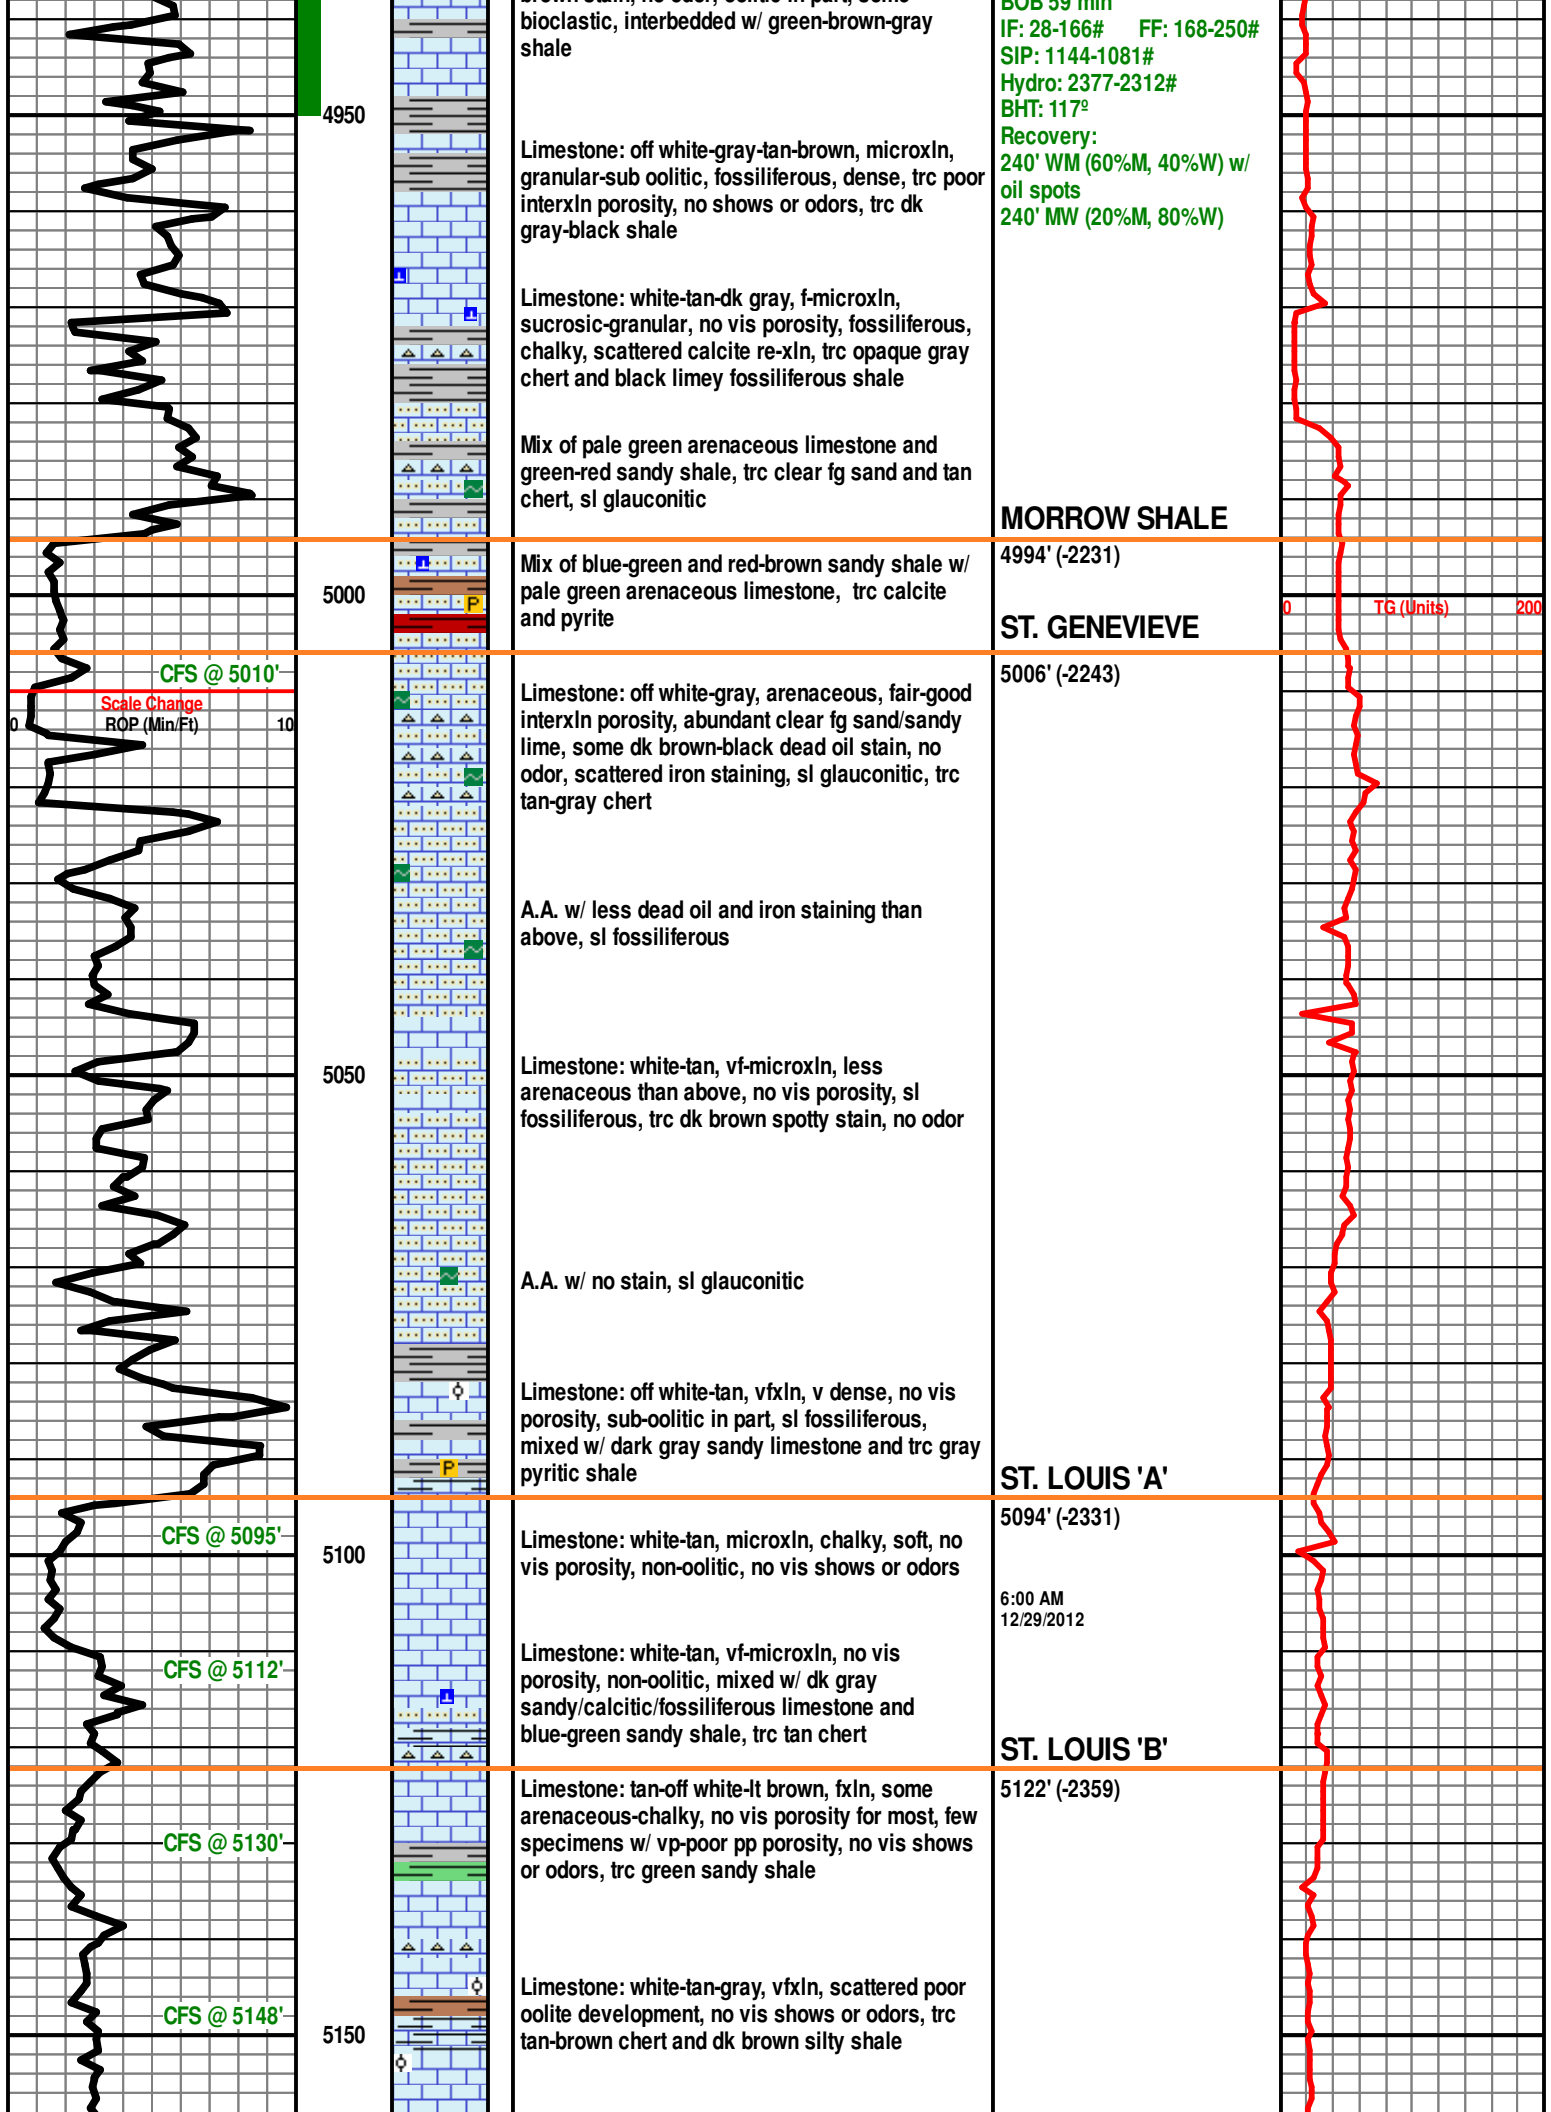 bioclastic, interbedded w/ green-brown-gray
shale
BOB 59 min
IF: 28-166# FF: 168-250#
SIP: 1144-1081#
Hydro: 2377-2312#
BHT: 117º
Recovery:
240' WM (60%M, 40%W) w/
oil spots
240' MW (20%M, 80%W)
4950
Limestone: off white-gray-tan-brown, microxln,
granular-sub oolitic, fossiliferous, dense, trc poor
interxln porosity, no shows or odors, trc dk
gray-black shale
Limestone: white-tan-dk gray, f-microxln,
sucrosic-granular, no vis porosity, fossiliferous,
chalky, scattered calcite re-xln, trc opaque gray
chert and black limey fossiliferous shale
Mix of pale green arenaceous limestone and
green-red sandy shale, trc clear fg sand and tan
chert, sl glauconitic
MORROW SHALE
4994' (-2231)
Mix of blue-green and red-brown sandy shale w/
pale green arenaceous limestone, trc calcite
and pyrite
5000
P
0 TG (Units) 200
ST. GENEVIEVE
5006' (-2243)
CFS @ 5010'
Scale Change
0 ROP (Min/Ft) 10
Limestone: off white-gray, arenaceous, fair-good
interxln porosity, abundant clear fg sand/sandy
lime, some dk brown-black dead oil stain, no
odor, scattered iron staining, sl glauconitic, trc
tan-gray chert
A.A. w/ less dead oil and iron staining than
above, sl fossiliferous
5050
Limestone: white-tan, vf-microxln, less
arenaceous than above, no vis porosity, sl
fossiliferous, trc dk brown spotty stain, no odor
A.A. w/ no stain, sl glauconitic
Limestone: off white-tan, vfxln, v dense, no vis
porosity, sub-oolitic in part, sl fossiliferous,
mixed w/ dark gray sandy limestone and trc gray
pyritic shale
P
ST. LOUIS 'A'
5094' (-2331)
CFS @ 5095'
5100
Limestone: white-tan, microxln, chalky, soft, no
vis porosity, non-oolitic, no vis shows or odors
6:00 AM
12/29/2012
CFS @ 5112'
Limestone: white-tan, vf-microxln, no vis
porosity, non-oolitic, mixed w/ dk gray
sandy/calcitic/fossiliferous limestone and
blue-green sandy shale, trc tan chert
ST. LOUIS 'B'
5122' (-2359)
CFS @ 5130'
Limestone: tan-off white-lt brown, fxln, some
arenaceous-chalky, no vis porosity for most, few
specimens w/ vp-poor pp porosity, no vis shows
or odors, trc green sandy shale
CFS @ 5148'
5150
Limestone: white-tan-gray, vfxln, scattered poor
oolite development, no vis shows or odors, trc
tan-brown chert and dk brown silty shale